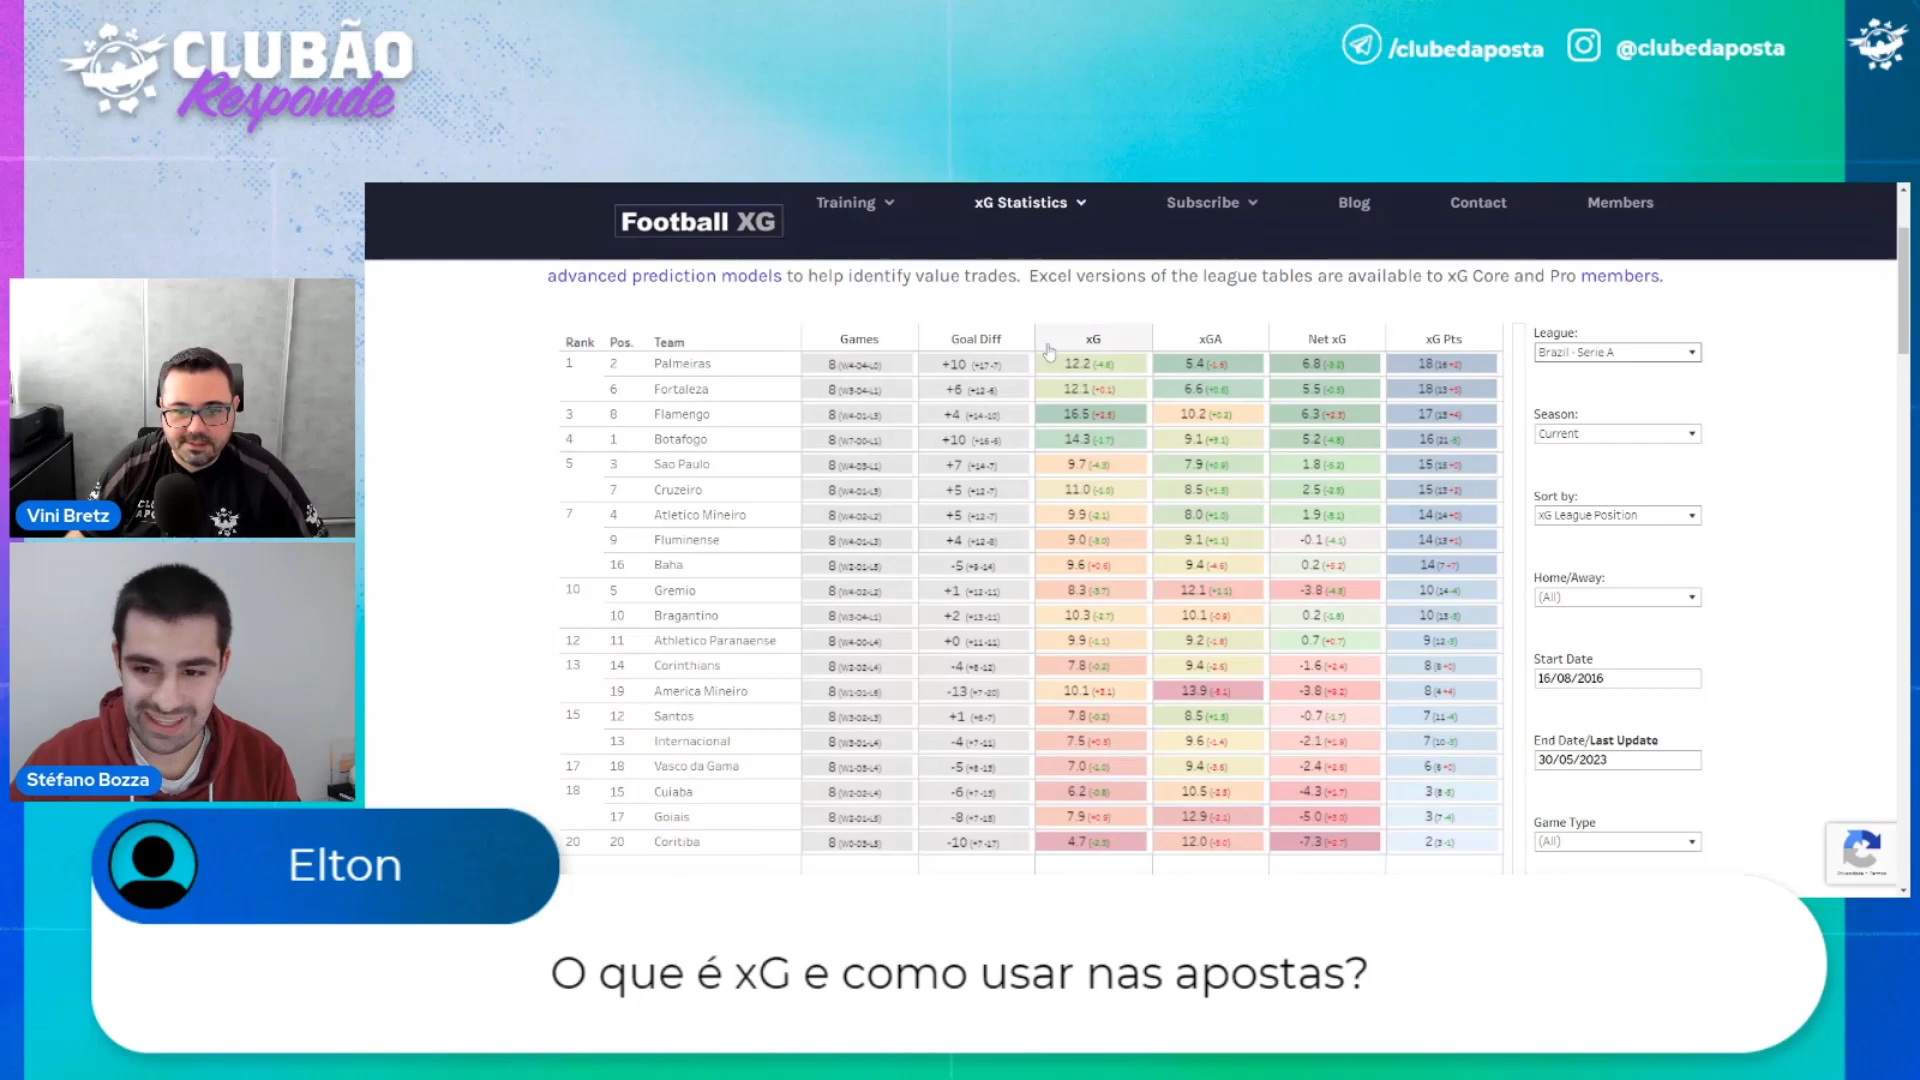 CLUBÃO
Responde
/clubedaposta @clubedaposta
Training xG Statistics Subscribe Blog Contact Members
Football XG
advanced prediction models to help identify value trades. Excel versions of the league tables are available to xG Core and Pro members.
Rank Pos. Team Games Goal Diff xG xGA Net xG xG Pts
1 2 Palmeiras 8 +10 12.2 5.4 6.8 18
6 Fortaleza 8 +6 12.1 6.6 5.5 18
3 8 Flamengo 8 +4 16.5 10.2 6.3 17
4 1 Botafogo 8 +10 14.3 9.1 5.2 16
5 3 Sao Paulo 8 +7 9.7 7.9 1.8 15
7 Cruzeiro 8 +5 11.0 8.5 2.5 15
7 4 Atletico Mineiro 8 +5 9.9 8.0 1.9 14
9 Fluminense 8 +4 9.0 9.1 -0.1 14
16 Baha 8 -5 9.6 9.4 0.2 14
10 5 Gremio 8 +1 8.3 12.1 -3.8 10
10 Bragantino 8 +2 10.3 10.1 0.2 10
12 11 Athletico Paranaense 8 +0 9.9 9.2 0.7 9
13 14 Corinthians 8 -4 7.8 9.4 -1.6 8
19 America Mineiro 8 -13 10.1 13.9 -3.8 8
15 12 Santos 8 +1 7.8 8.5 -0.7 7
13 Internacional 8 -4 7.5 9.6 -2.1 7
17 18 Vasco da Gama 8 -5 7.0 9.4 -2.4 6
18 15 Cuiaba 8 -6 6.2 10.5 -4.3 3
17 Goiais 8 -8 7.9 12.9 -5.0 3
20 20 Coritiba 8 -10 4.7 12.0 -7.3 2
League:
Brazil - Serie A
Season:
Current
Sort by:
xG League Position
Home/Away:
(All)
Start Date
16/08/2016
End Date/Last Update
30/05/2023
Game Type
(All)
Vini Bretz
Stéfano Bozza
Elton
O que é xG e como usar nas apostas?